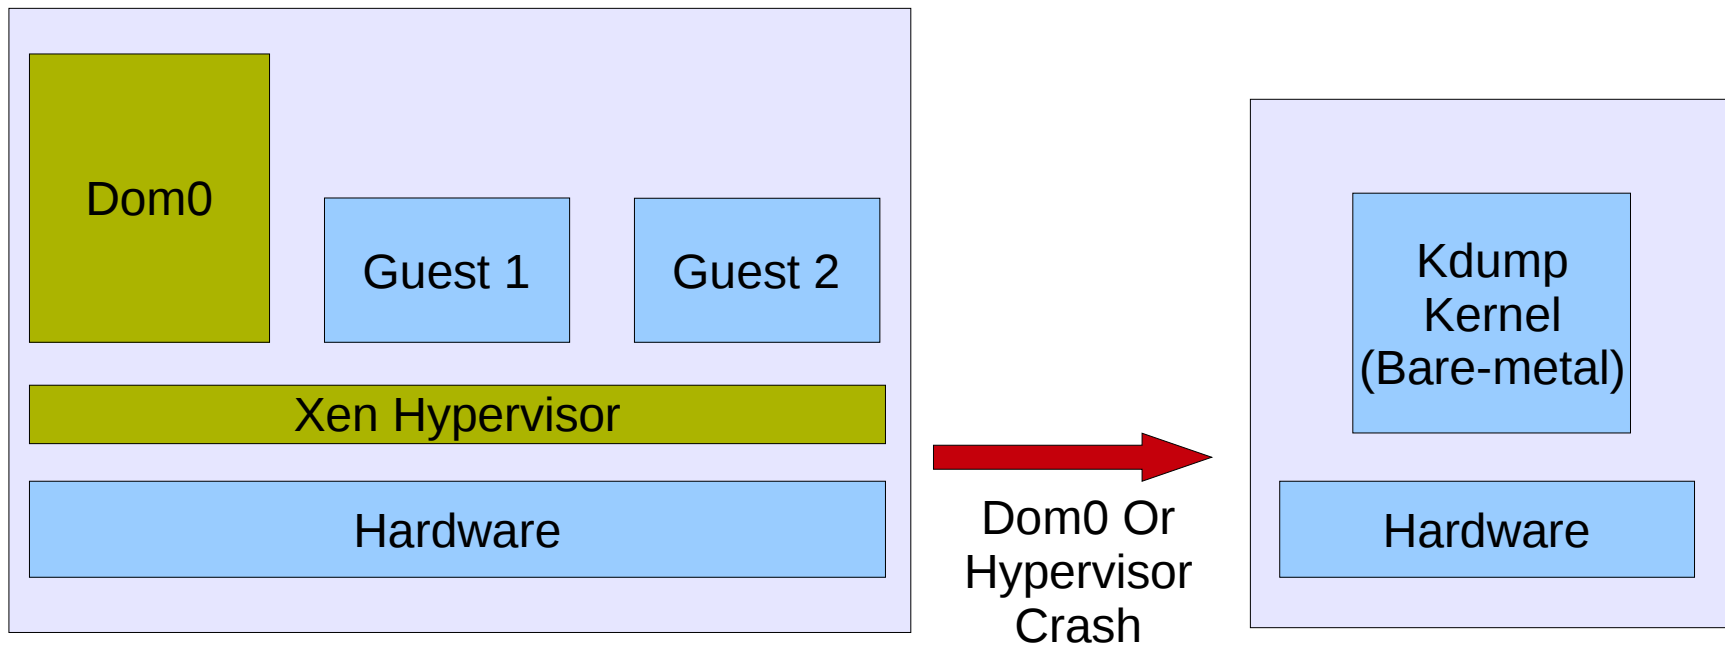 Dom0
Guest 1
Guest 2
Xen Hypervisor
Hardware
Dom0 Or
Hypervisor
Crash
Kdump
Kernel
(Bare-metal)
Hardware